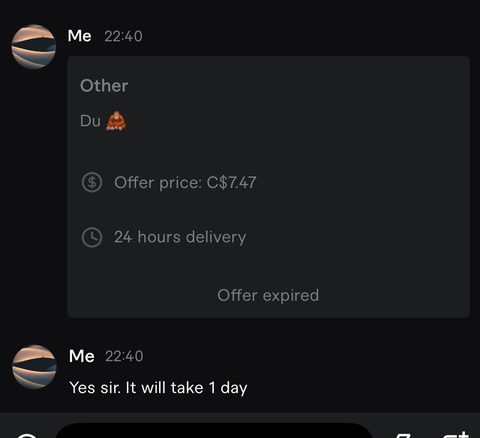 Me 22:40
Other
Du 🦧
Offer price: C$7.47
24 hours delivery
Offer expired
Me 22:40
Yes sir. It will take 1 day